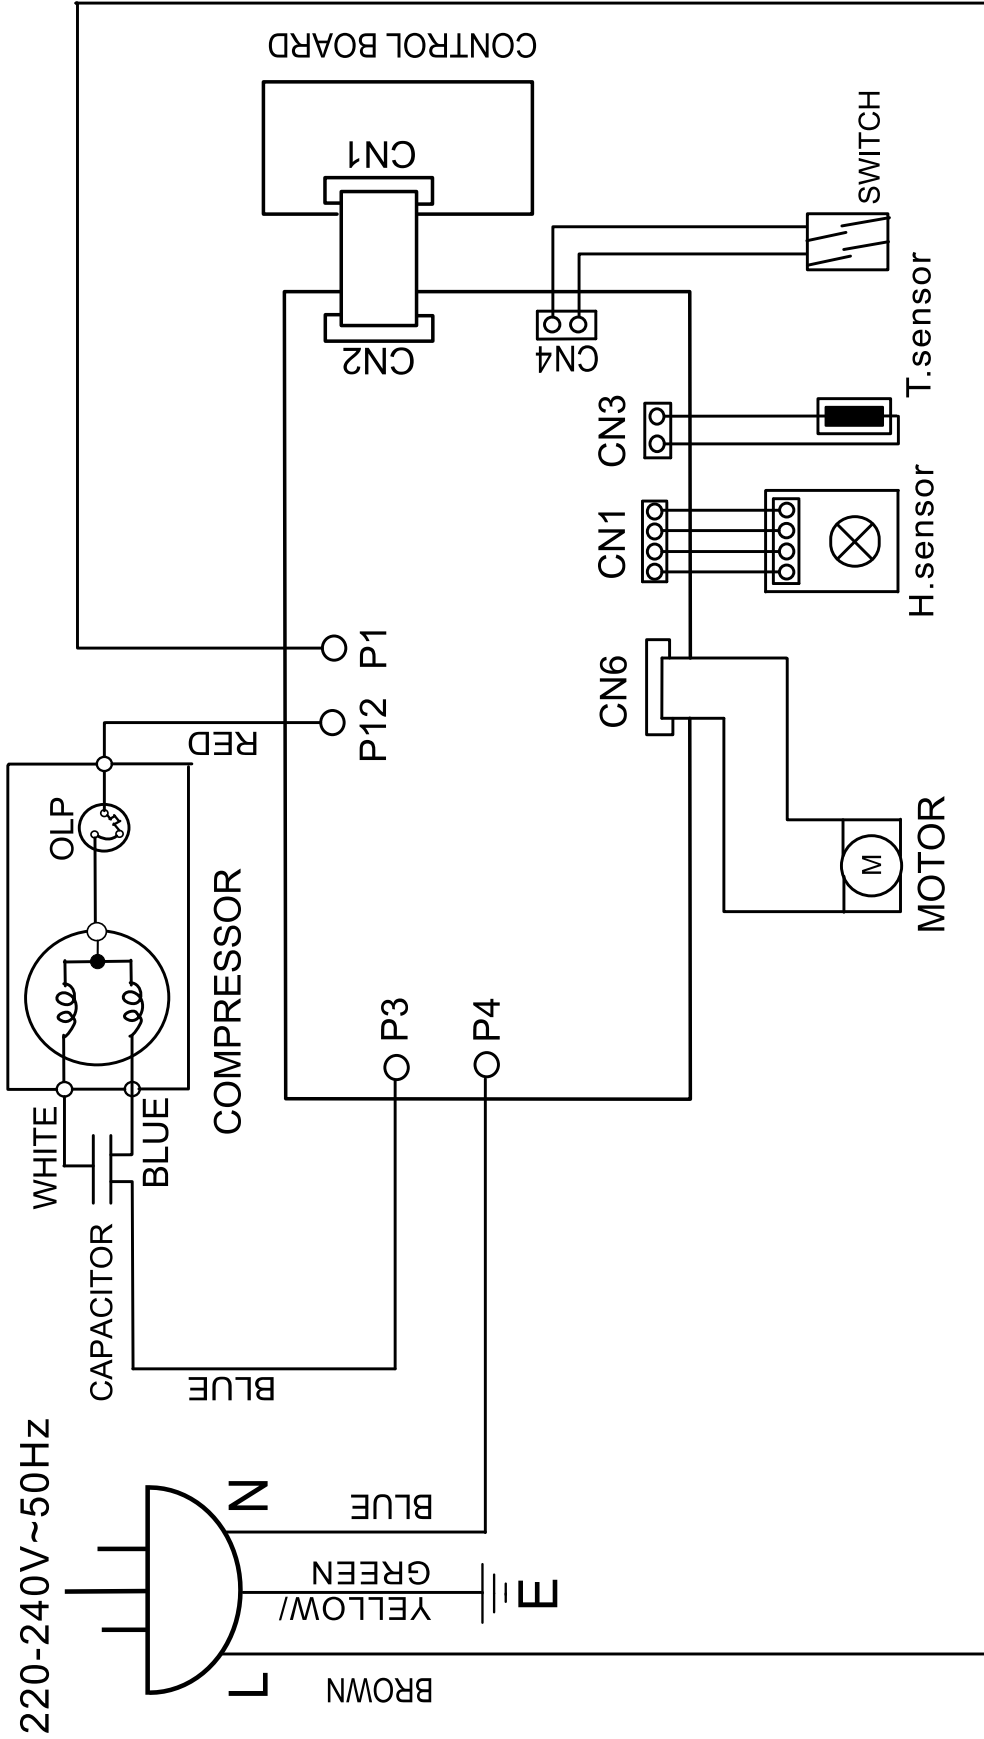 CONTROL BOARD
CN1
SWITCH
T.sensor
CN2
CN4
CN3
CN1
H.sensor
P1
P12
CN6
RED
OLP
COMPRESSOR
M
MOTOR
P3
P4
WHITE
BLUE
CAPACITOR
BLUE
220-240V~50Hz
N
BLUE
YELLOW/
GREEN
E
L
BROWN